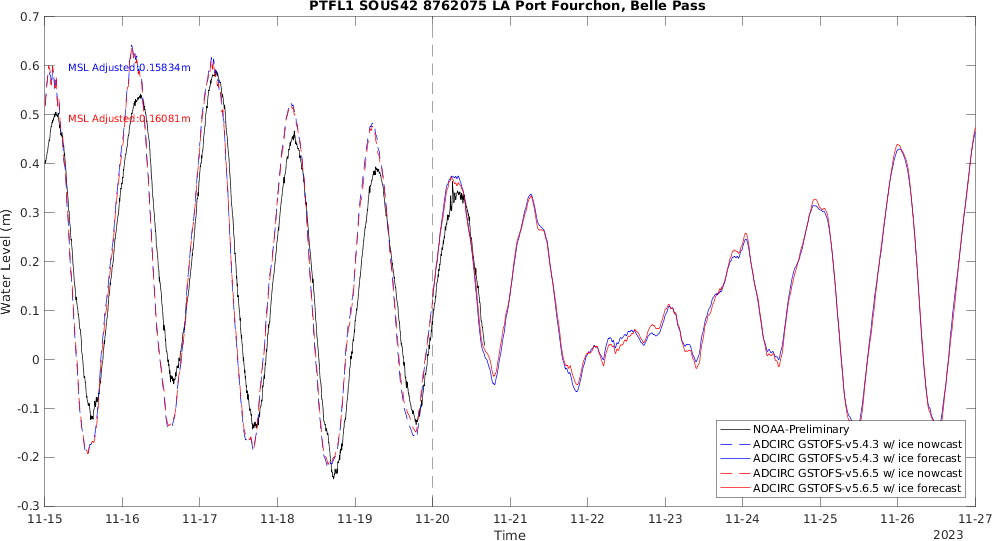 PTFL1 SOUS42 8762075 LA Port Fourchon, Belle Pass
0.7
0.6
0.5
0.4
0.3
0.2
0.1
0
-0.1
-0.2
-0.3
Water Level (m)
MSL Adjusted:0.15834m
MSL Adjusted:0.16081m
NOAA-Preliminary
ADCIRC GSTOFS-v5.4.3 w/ ice nowcast
ADCIRC GSTOFS-v5.4.3 w/ ice forecast
ADCIRC GSTOFS-v5.6.5 w/ ice nowcast
ADCIRC GSTOFS-v5.6.5 w/ ice forecast
11-15 11-16 11-17 11-18 11-19 11-20 11-21 11-22 11-23 11-24 11-25 11-26 11-27
Time
2023